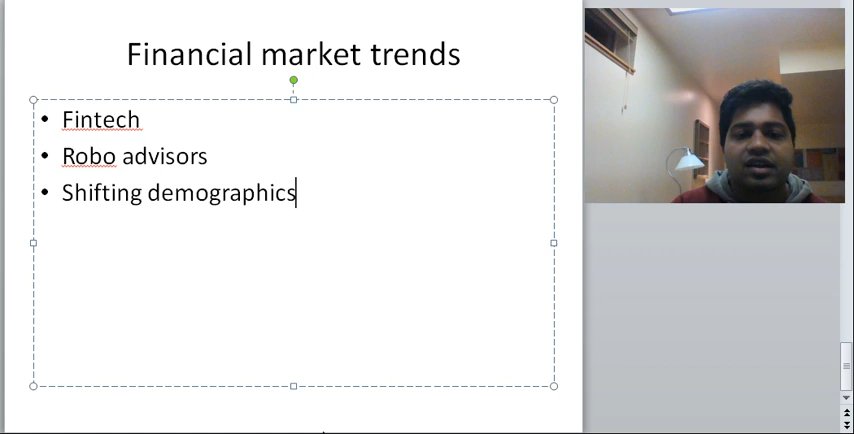 Financial market trends
• Fintech
• Robo advisors
• Shifting demographics